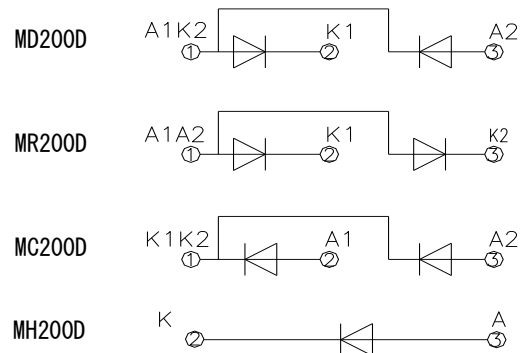 MD200D A1K2 K1 A2
1 2 3
MR200D A1A2 K1 K2
1 2 3
MC200D K1K2 A1 A2
1 2 3
MH200D K A
2 3